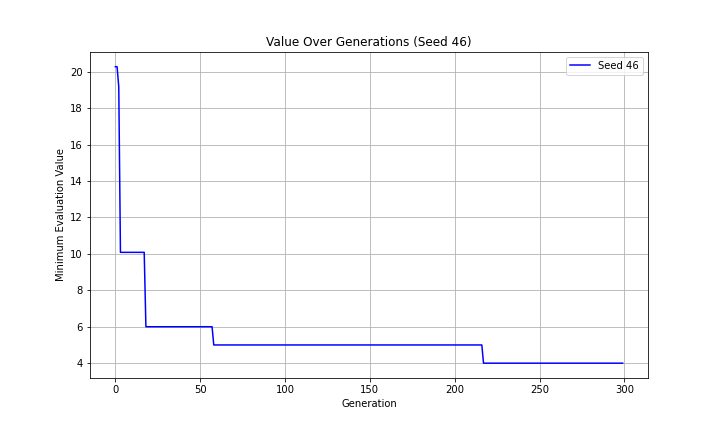 Value Over Generations (Seed 46)
Seed 46
20
18
16
14
12
10
8
6
4
Minimum Evaluation Value
0 50 100 150 200 250 300
Generation